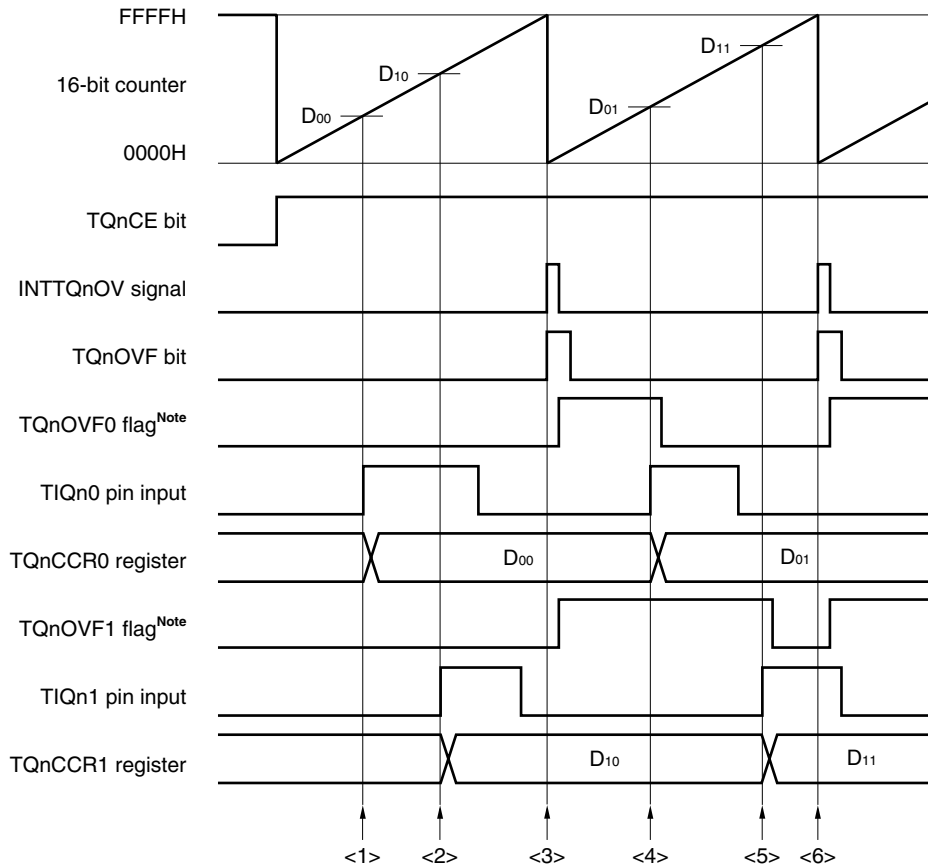 FFFFH
D11
D10
16-bit counter
D00
D01
0000H
TQnCE bit
INTTQnOV signal
TQnOVF bit
TQnOVF0 flagNote
TIQn0 pin input
TQnCCR0 register D00 D01
TQnOVF1 flagNote
TIQn1 pin input
TQnCCR1 register D10 D11
<1> <2> <3> <4> <5> <6>